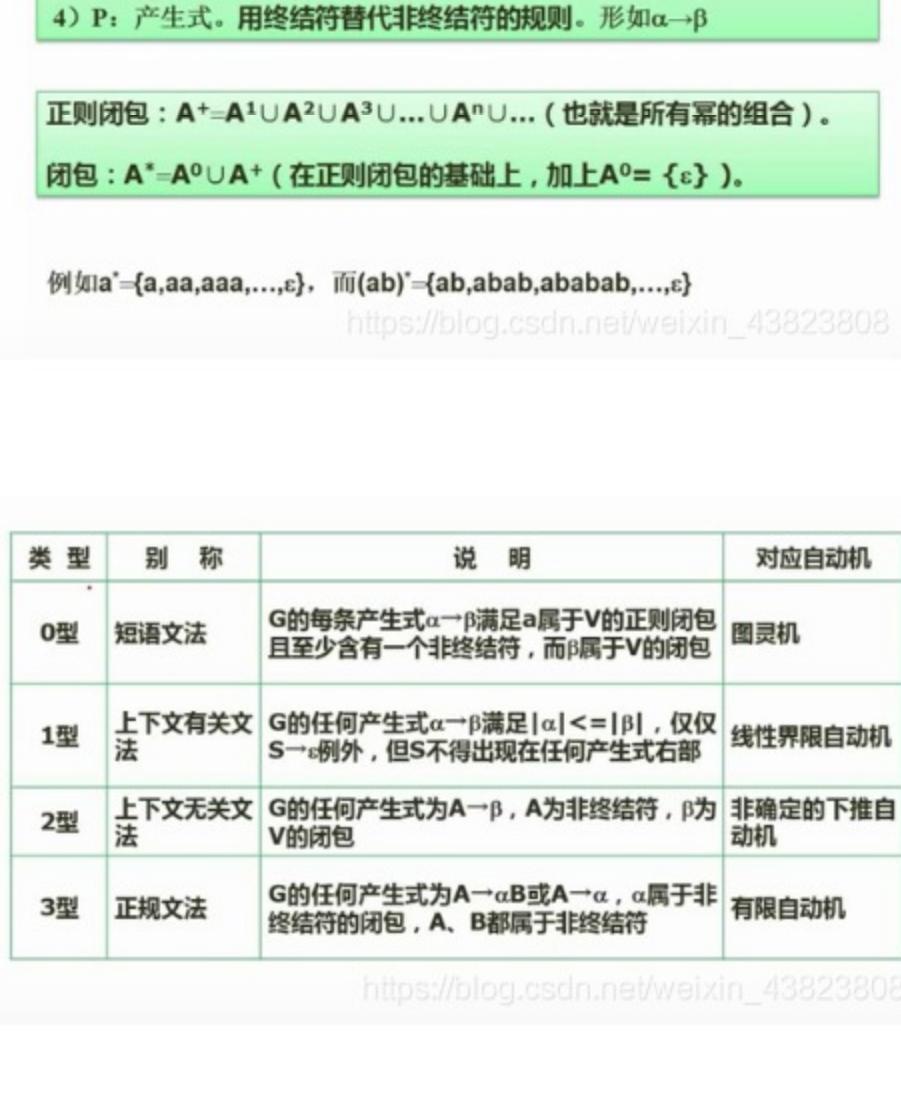 4）P：产生式。用终结符替代非终结符的规则。形如α→β
正则闭包：A⁺=A¹∪A²∪A³∪…∪Aⁿ∪…（也就是所有幂的组合）。
闭包：A*=A⁰∪A⁺（在正则闭包的基础上，加上A⁰= {ε} ）。
例如a*={a,aa,aaa,…,ε}，而(ab)*={ab,abab,ababab,…,ε}
https://blog.csdn.net/weixin_43823808
类 型 别 称 说 明 对应自动机
0型 短语文法 G的每条产生式α→β满足a属于V的正则闭包
且至少含有一个非终结符，而β属于V的闭包 图灵机
1型 上下文有关文
法 G的任何产生式α→β满足|α|<=|β|，仅仅
S→ε例外，但S不得出现在任何产生式右部 线性界限自动机
2型 上下文无关文
法 G的任何产生式为A→β，A为非终结符，β为
V的闭包 非确定的下推自
动机
3型 正规文法 G的任何产生式为A→αB或A→α，α属于非
终结符的闭包，A、B都属于非终结符 有限自动机
https://blog.csdn.net/weixin_43823808